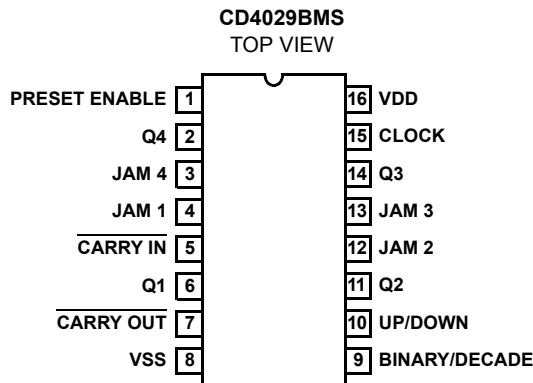 CD4029BMS
TOP VIEW
PRESET ENABLE 1
16 VDD
Q4 2
15 CLOCK
JAM 4 3
14 Q3
JAM 1 4
13 JAM 3
CARRY IN 5
12 JAM 2
Q1 6
11 Q2
CARRY OUT 7
10 UP/DOWN
VSS 8
9 BINARY/DECADE